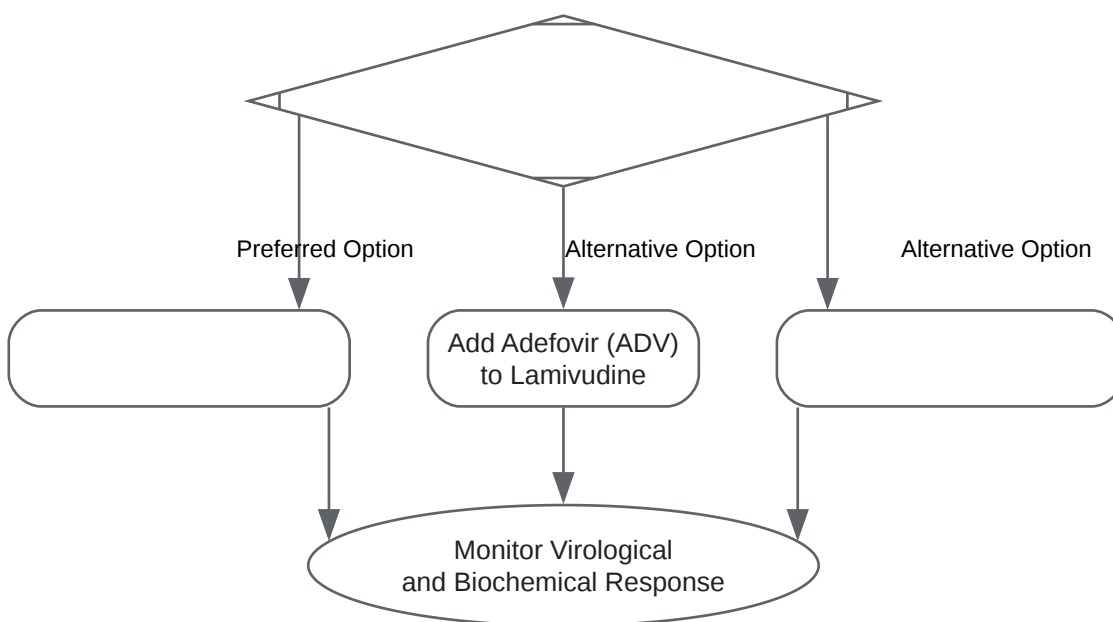 Preferred Option
Alternative Option
Alternative Option
Add Adefovir (ADV)
to Lamivudine
Monitor Virological
and Biochemical Response